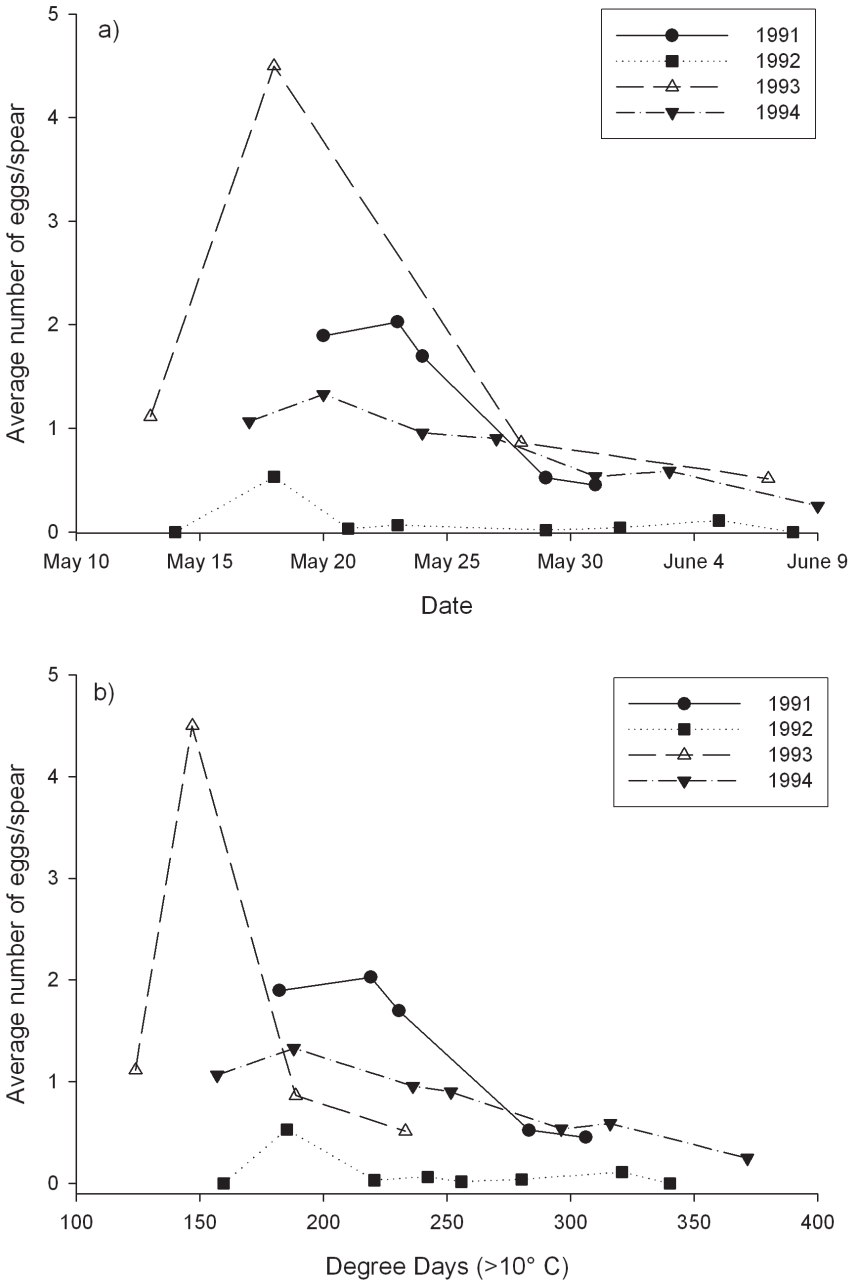 a)
5
4
3
2
1
0
Average number of eggs/spear
1991
1992
1993
1994
May 10 May 15 May 20 May 25 May 30 June 4 June 9
Date
b)
5
4
3
2
1
0
Average number of eggs/spear
1991
1992
1993
1994
100 150 200 250 300 350 400
Degree Days (>10° C)